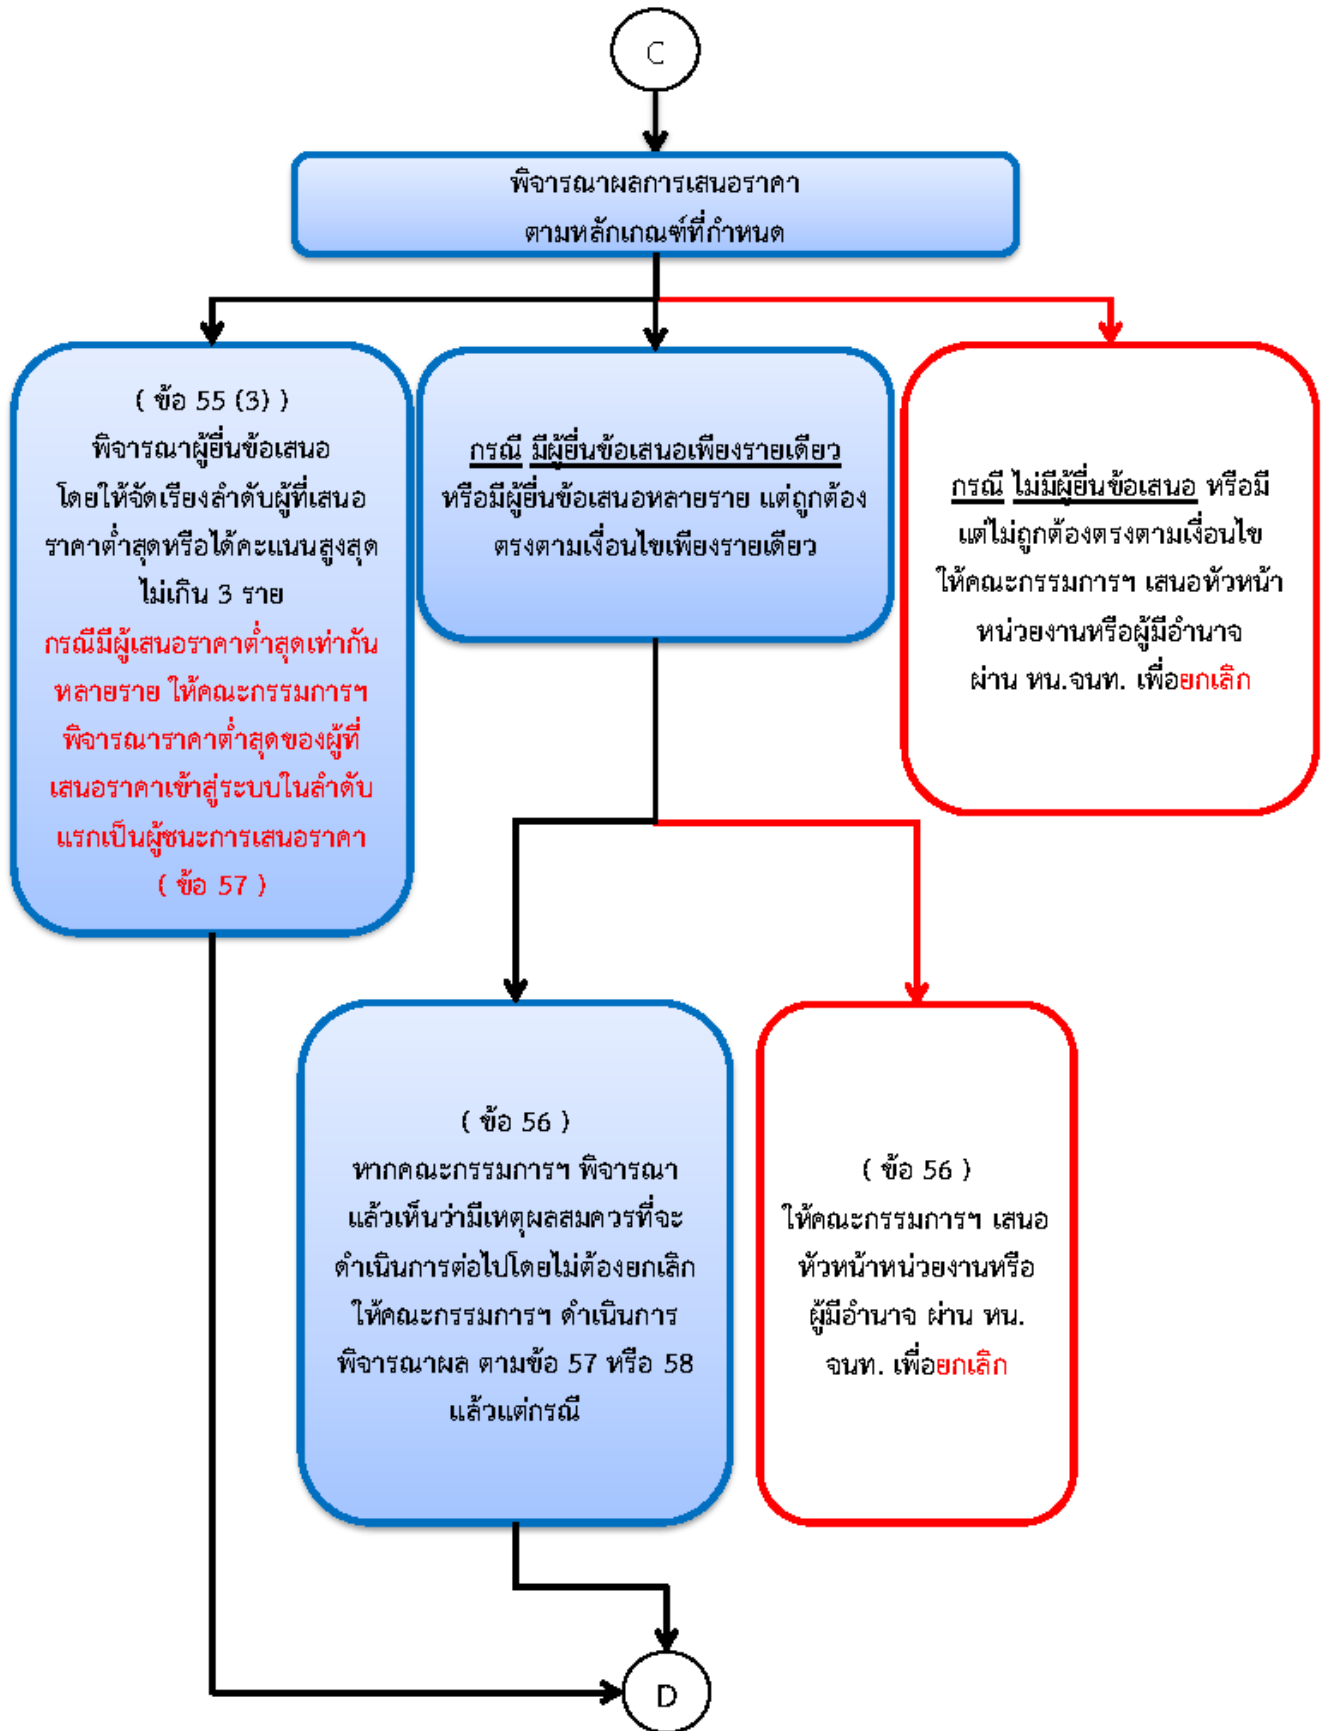 C
พิจารณาผลการเสนอราคา
ตามหลักเกณฑ์ที่กำหนด
( ข้อ 55 (3) )
พิจารณาผู้ยื่นข้อเสนอ
โดยให้จัดเรียงลำดับผู้ที่เสนอ
ราคาต่ำสุดหรือได้คะแนนสูงสุด
ไม่เกิน 3 ราย
กรณีมีผู้เสนอราคาต่ำสุดเท่ากัน
หลายราย ให้คณะกรรมการฯ
พิจารณาราคาต่ำสุดของผู้ที่
เสนอราคาเข้าสู่ระบบในลำดับ
แรกเป็นผู้ชนะการเสนอราคา
( ข้อ 57 )
กรณี มีผู้ยื่นข้อเสนอเพียงรายเดียว
หรือมีผู้ยื่นข้อเสนอหลายราย แต่ถูกต้อง
ตรงตามเงื่อนไขเพียงรายเดียว
กรณี ไม่มีผู้ยื่นข้อเสนอ หรือมี
แต่ไม่ถูกต้องตรงตามเงื่อนไข
ให้คณะกรรมการฯ เสนอหัวหน้า
หน่วยงานหรือผู้มีอำนาจ
ผ่าน หน.จนท. เพื่อยกเลิก
( ข้อ 56 )
หากคณะกรรมการฯ พิจารณา
แล้วเห็นว่ามีเหตุผลสมควรที่จะ
ดำเนินการต่อไปโดยไม่ต้องยกเลิก
ให้คณะกรรมการฯ ดำเนินการ
พิจารณาผล ตามข้อ 57 หรือ 58
แล้วแต่กรณี
( ข้อ 56 )
ให้คณะกรรมการฯ เสนอ
หัวหน้าหน่วยงานหรือ
ผู้มีอำนาจ ผ่าน หน.
จนท. เพื่อยกเลิก
D